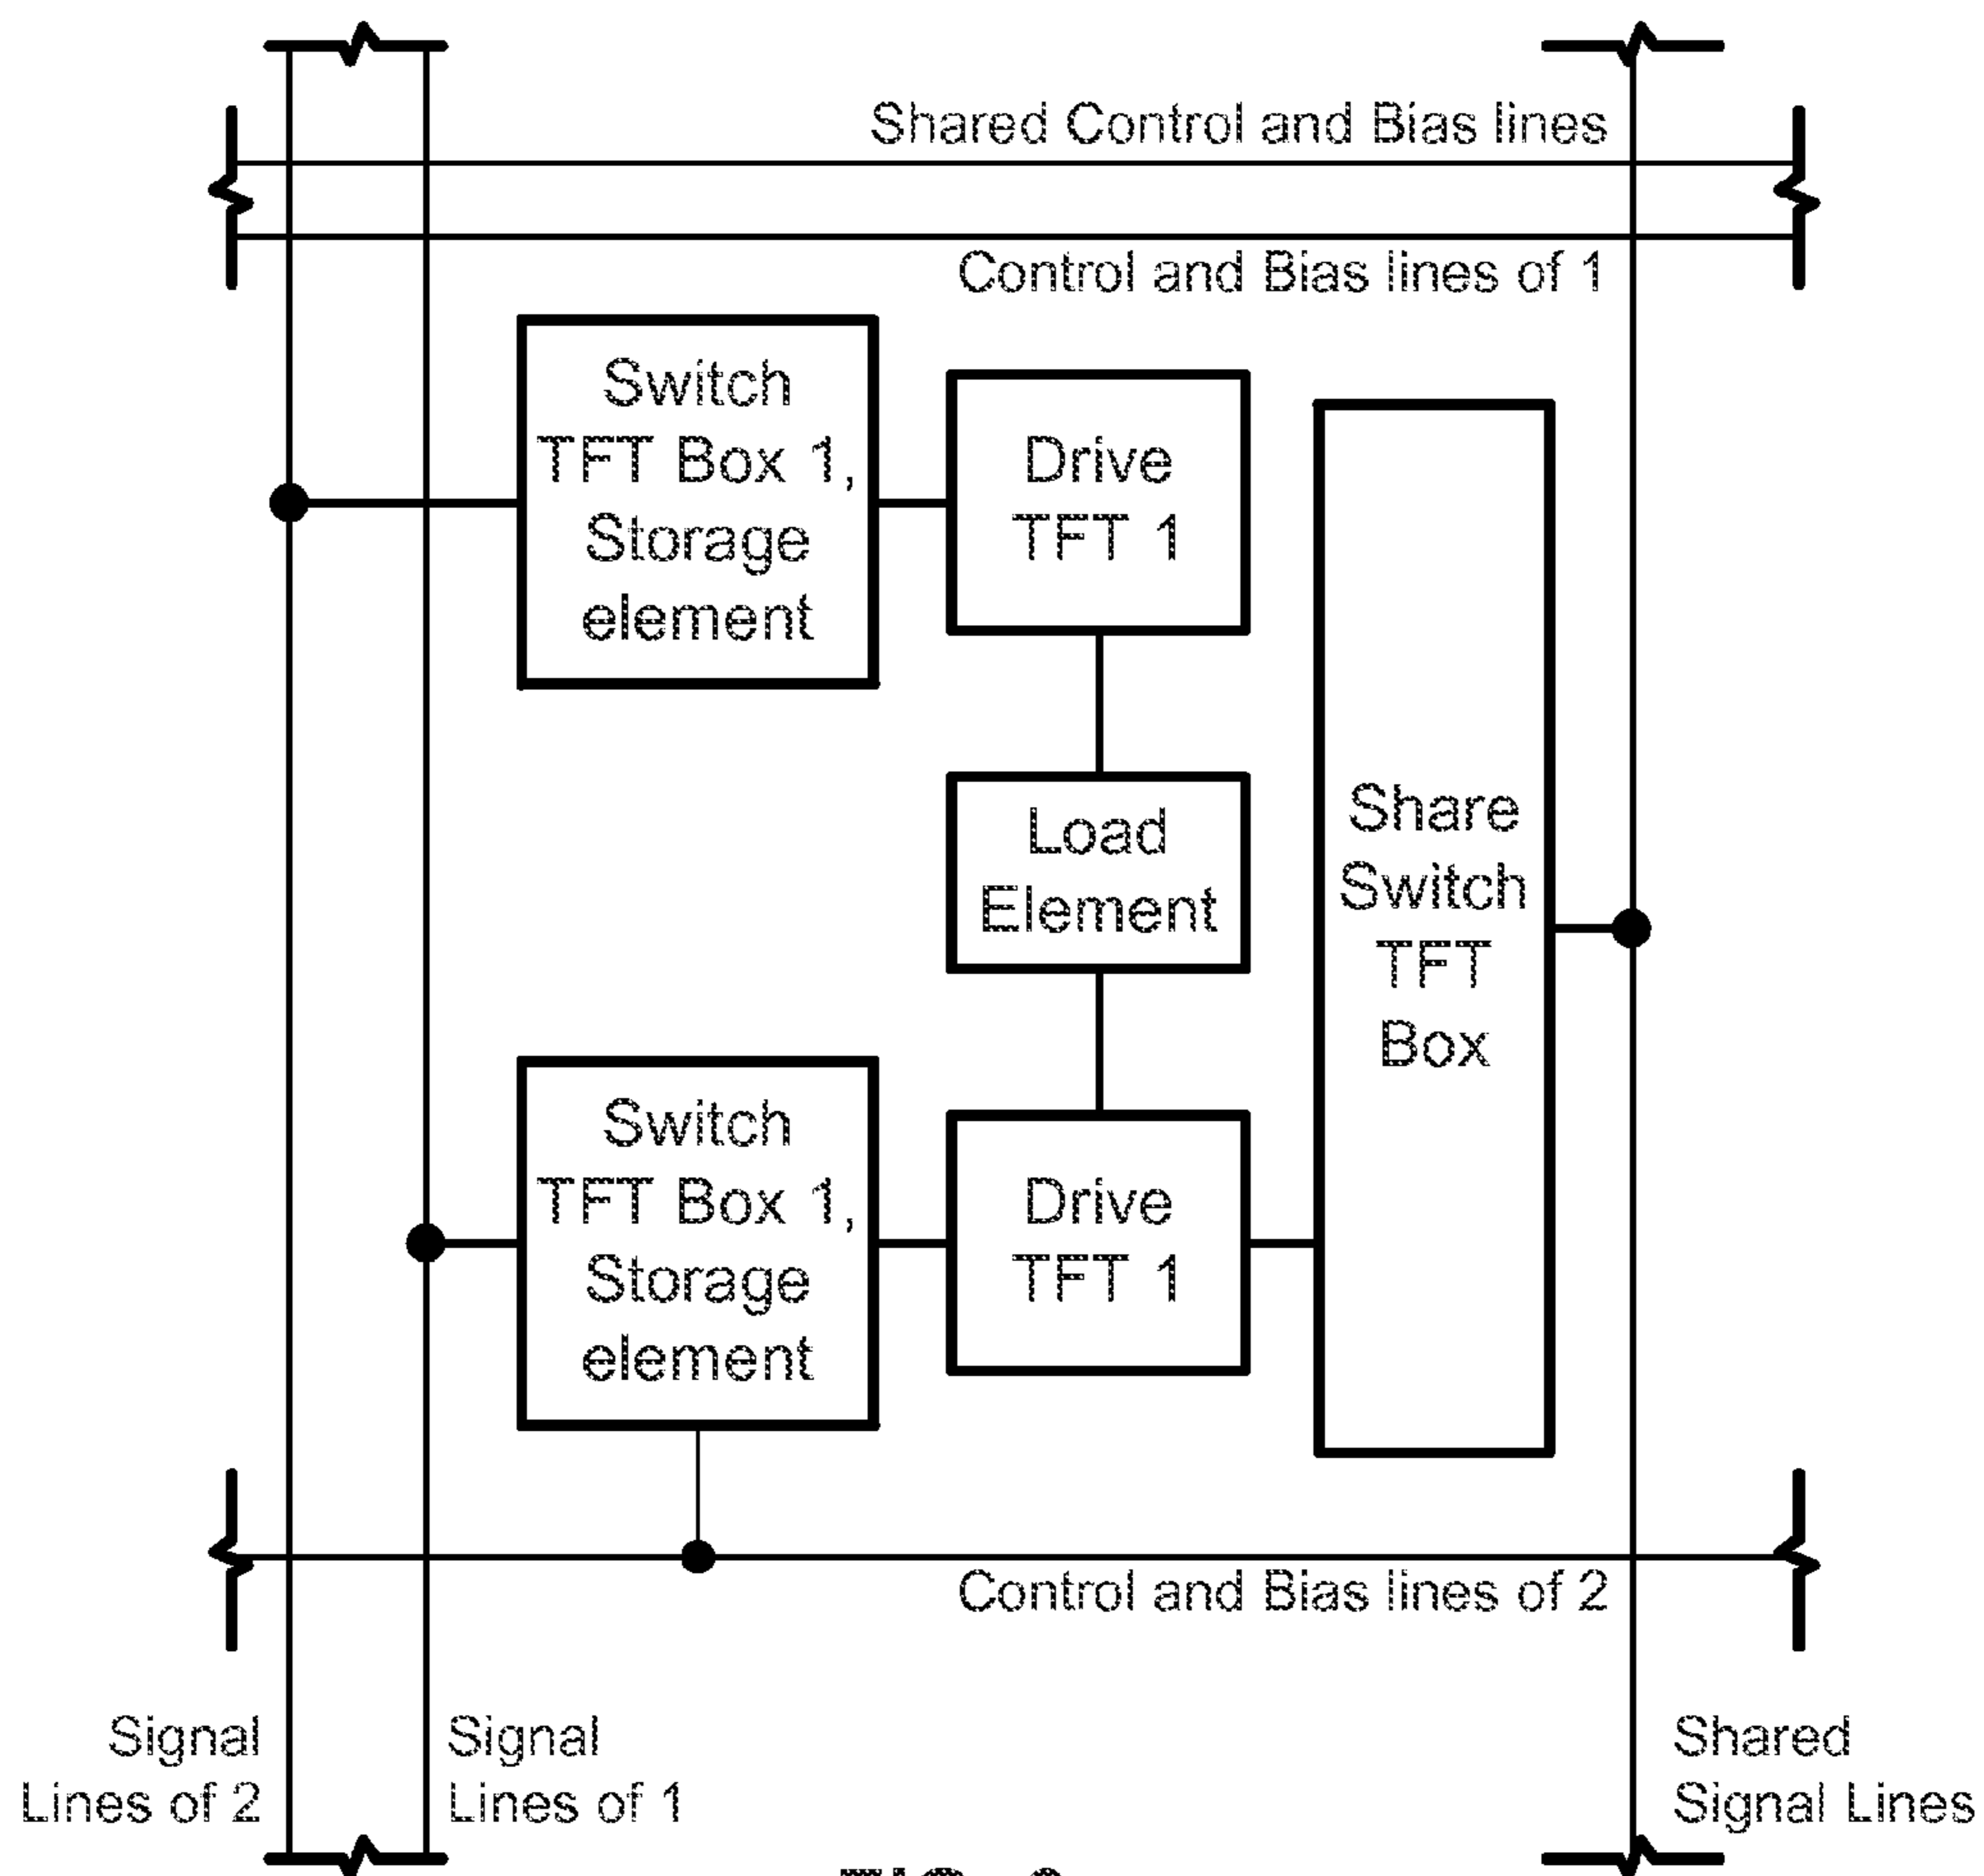 Shared Control and Bias lines
Control and Bias lines of 1
Switch
TFT Box 1,
Storage
element
Drive
TFT 1
Load
Element
Share
Switch
TFT
Box
Switch
TFT Box 1,
Storage
element
Drive
TFT 1
Control and Bias lines of 2
Signal
Lines of 2
Signal
Lines of 1
Shared
Signal Lines